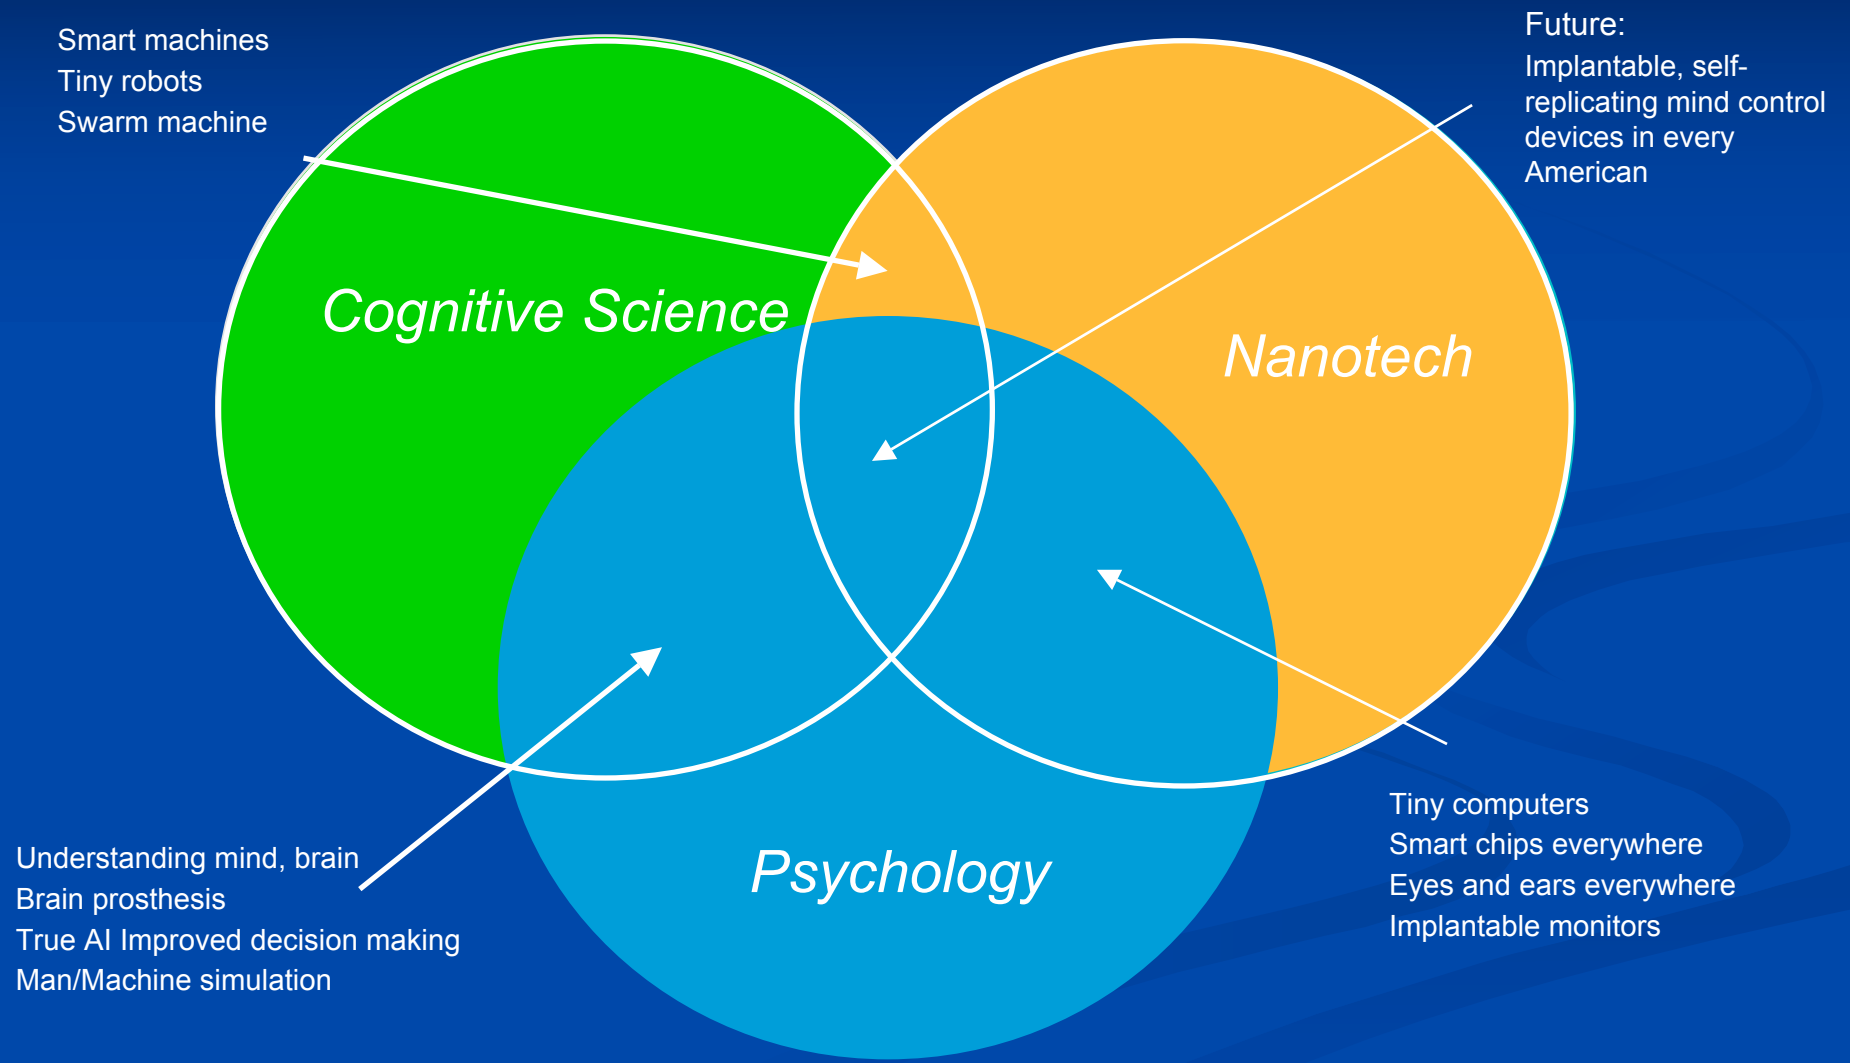 Smart machines
Tiny robots
Swarm machine
Future:
Implantable, self-
replicating mind control
devices in every
American
Cognitive Science
Nanotech
Understanding mind, brain
Brain prosthesis
True AI Improved decision making
Man/Machine simulation
Psychology
Tiny computers
Smart chips everywhere
Eyes and ears everywhere
Implantable monitors